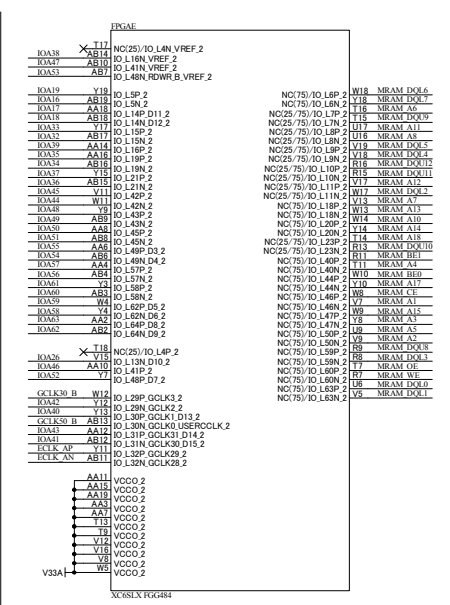 FPGAE
T17 NC(25)/IO_L4N_VREF_2
IOA38 AB14 IO_L16N_VREF_2
IOA47 AB10 IO_L41N_VREF_2
IOA53 AB7 IO_L48N_RDWR_B_VREF_2
IOA19 Y19 IO_L5P_2
IOA16 AB19 IO_L5N_2
IOA17 AA18 IO_L14P_D11_2
IOA18 AB18 IO_L14N_D12_2
IOA33 Y17 IO_L15P_2
IOA32 AB17 IO_L15N_2
IOA39 AA14 IO_L16P_2
IOA35 AA16 IO_L19P_2
IOA34 AB16 IO_L19N_2
IOA37 Y15 IO_L21P_2
IOA36 AB15 IO_L21N_2
IOA45 V11 IO_L42P_2
IOA44 W11 IO_L42N_2
IOA48 Y9 IO_L43P_2
IOA49 AB9 IO_L43N_2
IOA50 AA8 IO_L45P_2
IOA51 AB8 IO_L45N_2
IOA55 AA6 IO_L49P_D3_2
IOA54 AB6 IO_L49N_D4_2
IOA57 AA4 IO_L57P_2
IOA56 AB4 IO_L57N_2
IOA61 Y3 IO_L58P_2
IOA60 AB3 IO_L58N_2
IOA59 W4 IO_L62P_D5_2
IOA58 Y4 IO_L62N_D6_2
IOA63 AA2 IO_L64P_D8_2
IOA62 AB2 IO_L64N_D9_2
T18 NC(25)/IO_L4P_2
IOA26 V15 IO_L13N_D10_2
IOA46 AA10 IO_L41P_2
IOA52 Y7 IO_L48P_D7_2
GCLK30_B W12 IO_L29P_GCLK3_2
IOA42 Y12 IO_L29N_GCLK2_2
IOA40 Y13 IO_L30P_GCLK1_D13_2
GCLK50_B AB13 IO_L30N_GCLK0_USERCCLK_2
IOA43 AA12 IO_L31P_GCLK31_D14_2
IOA41 AB12 IO_L31N_GCLK30_D15_2
ECLK_AP Y11 IO_L32P_GCLK29_2
ECLK_AN AB11 IO_L32N_GCLK28_2
AA11 VCCO_2
AA15 VCCO_2
AA19 VCCO_2
AA3 VCCO_2
AA7 VCCO_2
T13 VCCO_2
T9 VCCO_2
V12 VCCO_2
V16 VCCO_2
V8 VCCO_2
V33A W5 VCCO_2
NC(75)/IO_L6P_2 W18 MRAM_DQL6
NC(75)/IO_L6N_2 Y18 MRAM_DQL7
NC(25/75)/IO_L7P_2 T16 MRAM_A6
NC(25/75)/IO_L7N_2 T15 MRAM_DQU9
NC(25/75)/IO_L8P_2 U17 MRAM_A11
NC(25/75)/IO_L8N_2 U16 MRAM_A8
NC(25/75)/IO_L9P_2 V19 MRAM_DQL5
NC(25/75)/IO_L9N_2 V18 MRAM_DQL4
NC(25/75)/IO_L10P_2 R16 MRAM_DQU12
NC(25/75)/IO_L10N_2 R15 MRAM_DQU11
NC(25/75)/IO_L11P_2 V17 MRAM_A12
NC(25/75)/IO_L11N_2 W17 MRAM_DQL2
NC(75)/IO_L18P_2 V13 MRAM_A7
NC(75)/IO_L18N_2 W13 MRAM_A13
NC(75)/IO_L20P_2 W14 MRAM_A10
NC(75)/IO_L20N_2 Y14 MRAM_A14
NC(25/75)/IO_L23P_2 T14 MRAM_A18
NC(25/75)/IO_L23N_2 R13 MRAM_DQU10
NC(75)/IO_L40P_2 R11 MRAM_BE1
NC(75)/IO_L40N_2 T11 MRAM_A4
NC(75)/IO_L44P_2 W10 MRAM_BE0
NC(75)/IO_L44N_2 Y10 MRAM_A17
NC(75)/IO_L46P_2 W8 MRAM_CE
NC(75)/IO_L46N_2 V7 MRAM_A1
NC(75)/IO_L47P_2 W9 MRAM_A15
NC(75)/IO_L47N_2 Y8 MRAM_A3
NC(75)/IO_L50P_2 U9 MRAM_A5
NC(75)/IO_L50N_2 V9 MRAM_A2
NC(75)/IO_L59P_2 R9 MRAM_DQU8
NC(75)/IO_L59N_2 R8 MRAM_DQL3
NC(75)/IO_L60P_2 T7 MRAM_OE
NC(75)/IO_L60N_2 R7 MRAM_WE
NC(75)/IO_L63P_2 U6 MRAM_DQL0
NC(75)/IO_L63N_2 V5 MRAM_DQL1
XC6SLX FGG484